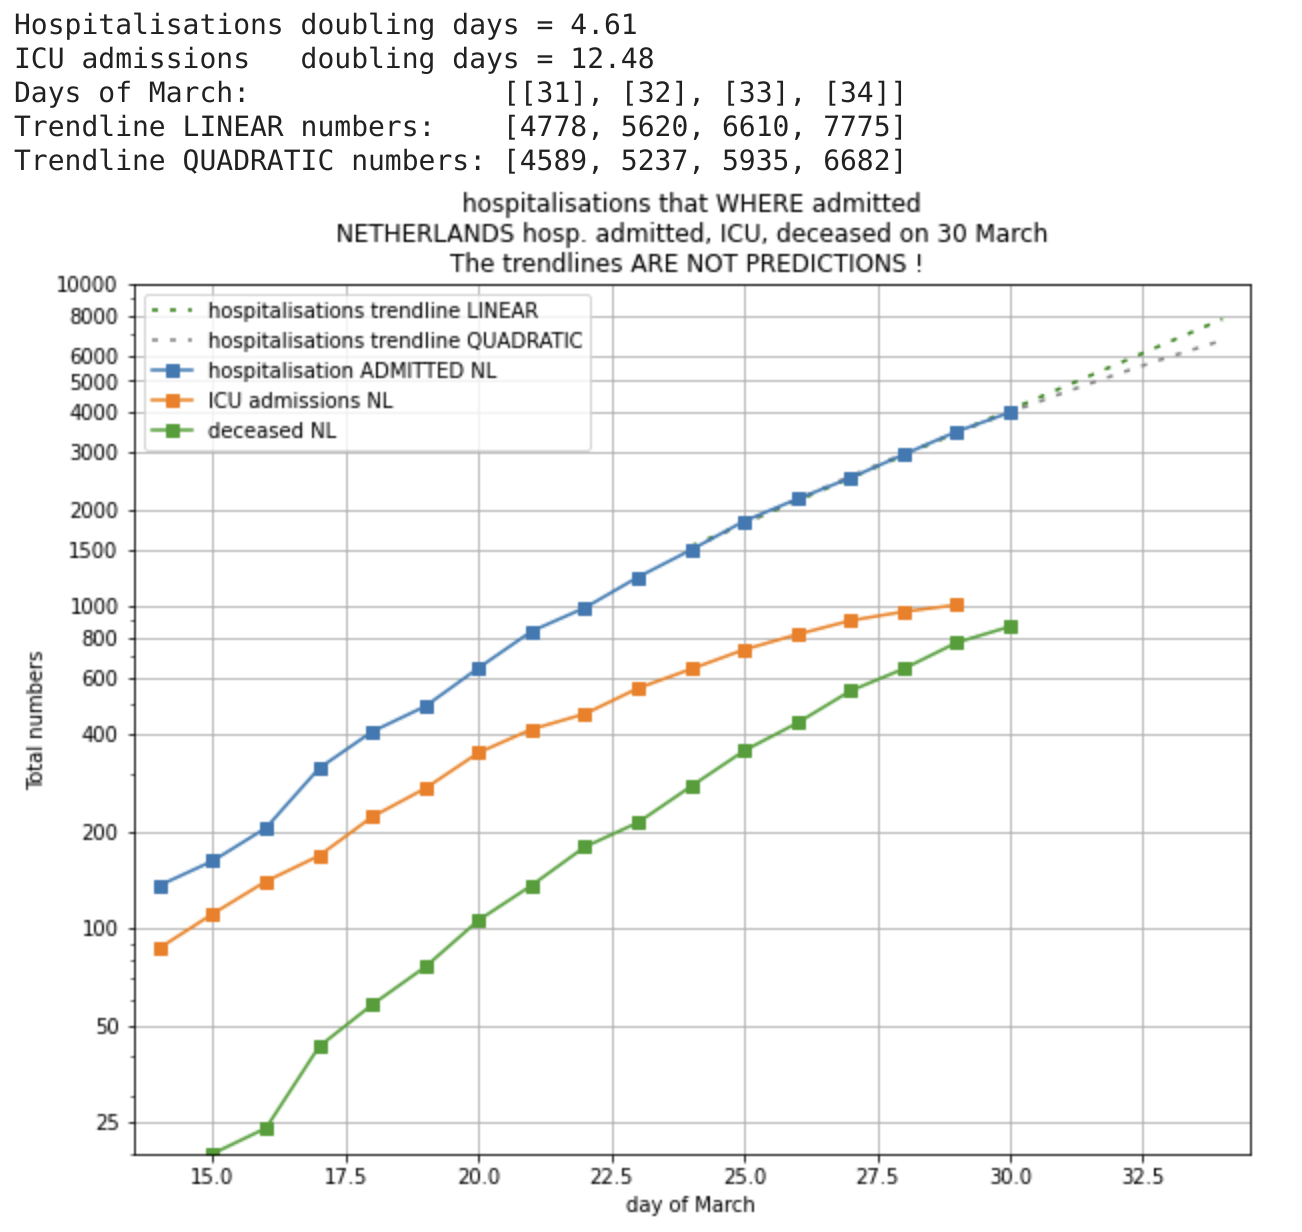 Hospitalisations doubling days = 4.61
ICU admissions   doubling days = 12.48
Days of March:               [[31], [32], [33], [34]]
Trendline LINEAR numbers:    [4778, 5620, 6610, 7775]
Trendline QUADRATIC numbers: [4589, 5237, 5935, 6682]
hospitalisations that WHERE admitted
NETHERLANDS hosp. admitted, ICU, deceased on 30 March
The trendlines ARE NOT PREDICTIONS !
hospitalisations trendline LINEAR
hospitalisations trendline QUADRATIC
hospitalisation ADMITTED NL
ICU admissions NL
deceased NL
Total numbers
10000
8000
6000
5000
4000
3000
2000
1500
1000
800
600
400
200
100
50
25
15.0 17.5 20.0 22.5 25.0 27.5 30.0 32.5
day of March